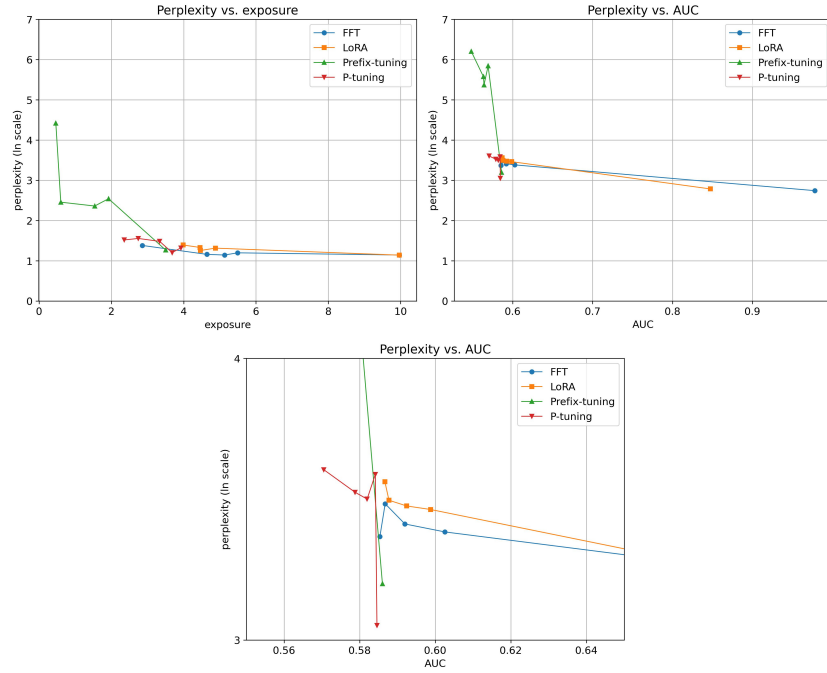 Perplexity vs. exposure
7
6
5
4
3
2
1
0
perplexity (ln scale)
0 2 4 6 8 10
exposure
FFT
LoRA
Prefix-tuning
P-tuning
Perplexity vs. AUC
7
6
5
4
3
2
1
0
perplexity (ln scale)
0.6 0.7 0.8 0.9
AUC
FFT
LoRA
Prefix-tuning
P-tuning
Perplexity vs. AUC
4
3
perplexity (ln scale)
0.56 0.58 0.60 0.62 0.64
AUC
FFT
LoRA
Prefix-tuning
P-tuning